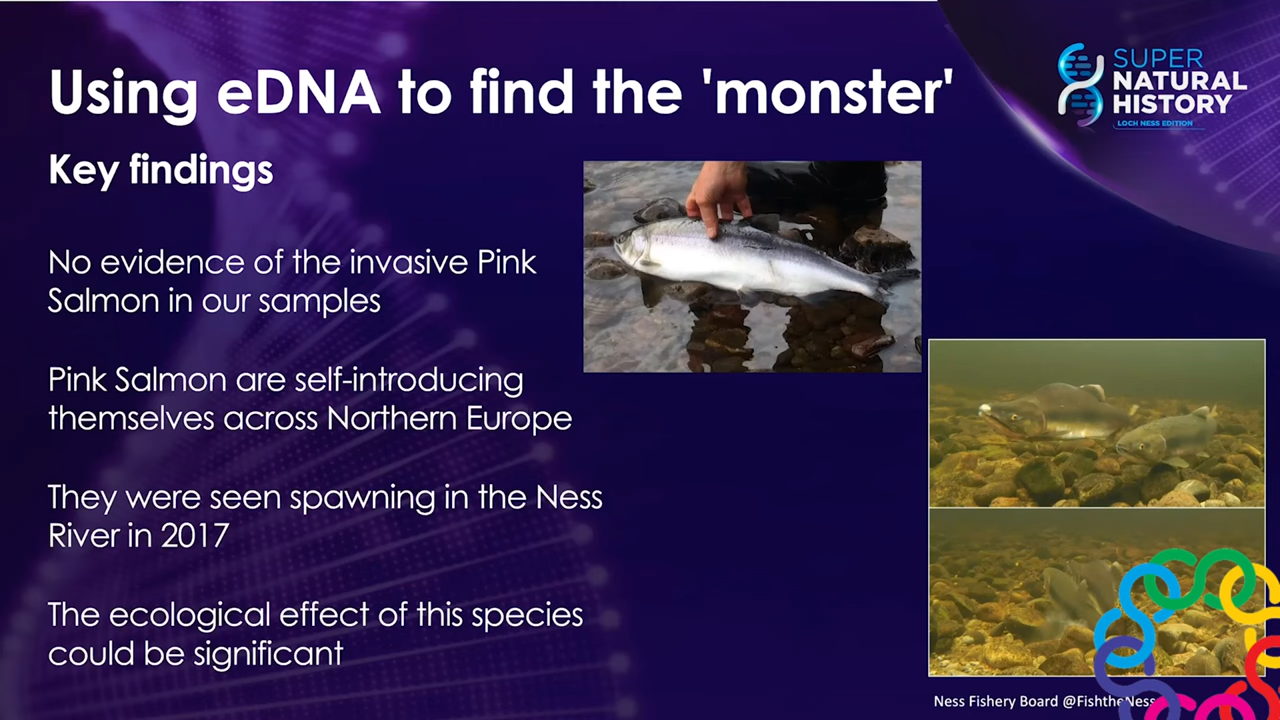 Using eDNA to find the 'monster'
SUPER
NATURAL
HISTORY
LOCH NESS EDITION
Key findings
No evidence of the invasive Pink
Salmon in our samples
Pink Salmon are self-introducing
themselves across Northern Europe
They were seen spawning in the Ness
River in 2017
The ecological effect of this species
could be significant
Ness Fishery Board @FishtheNess